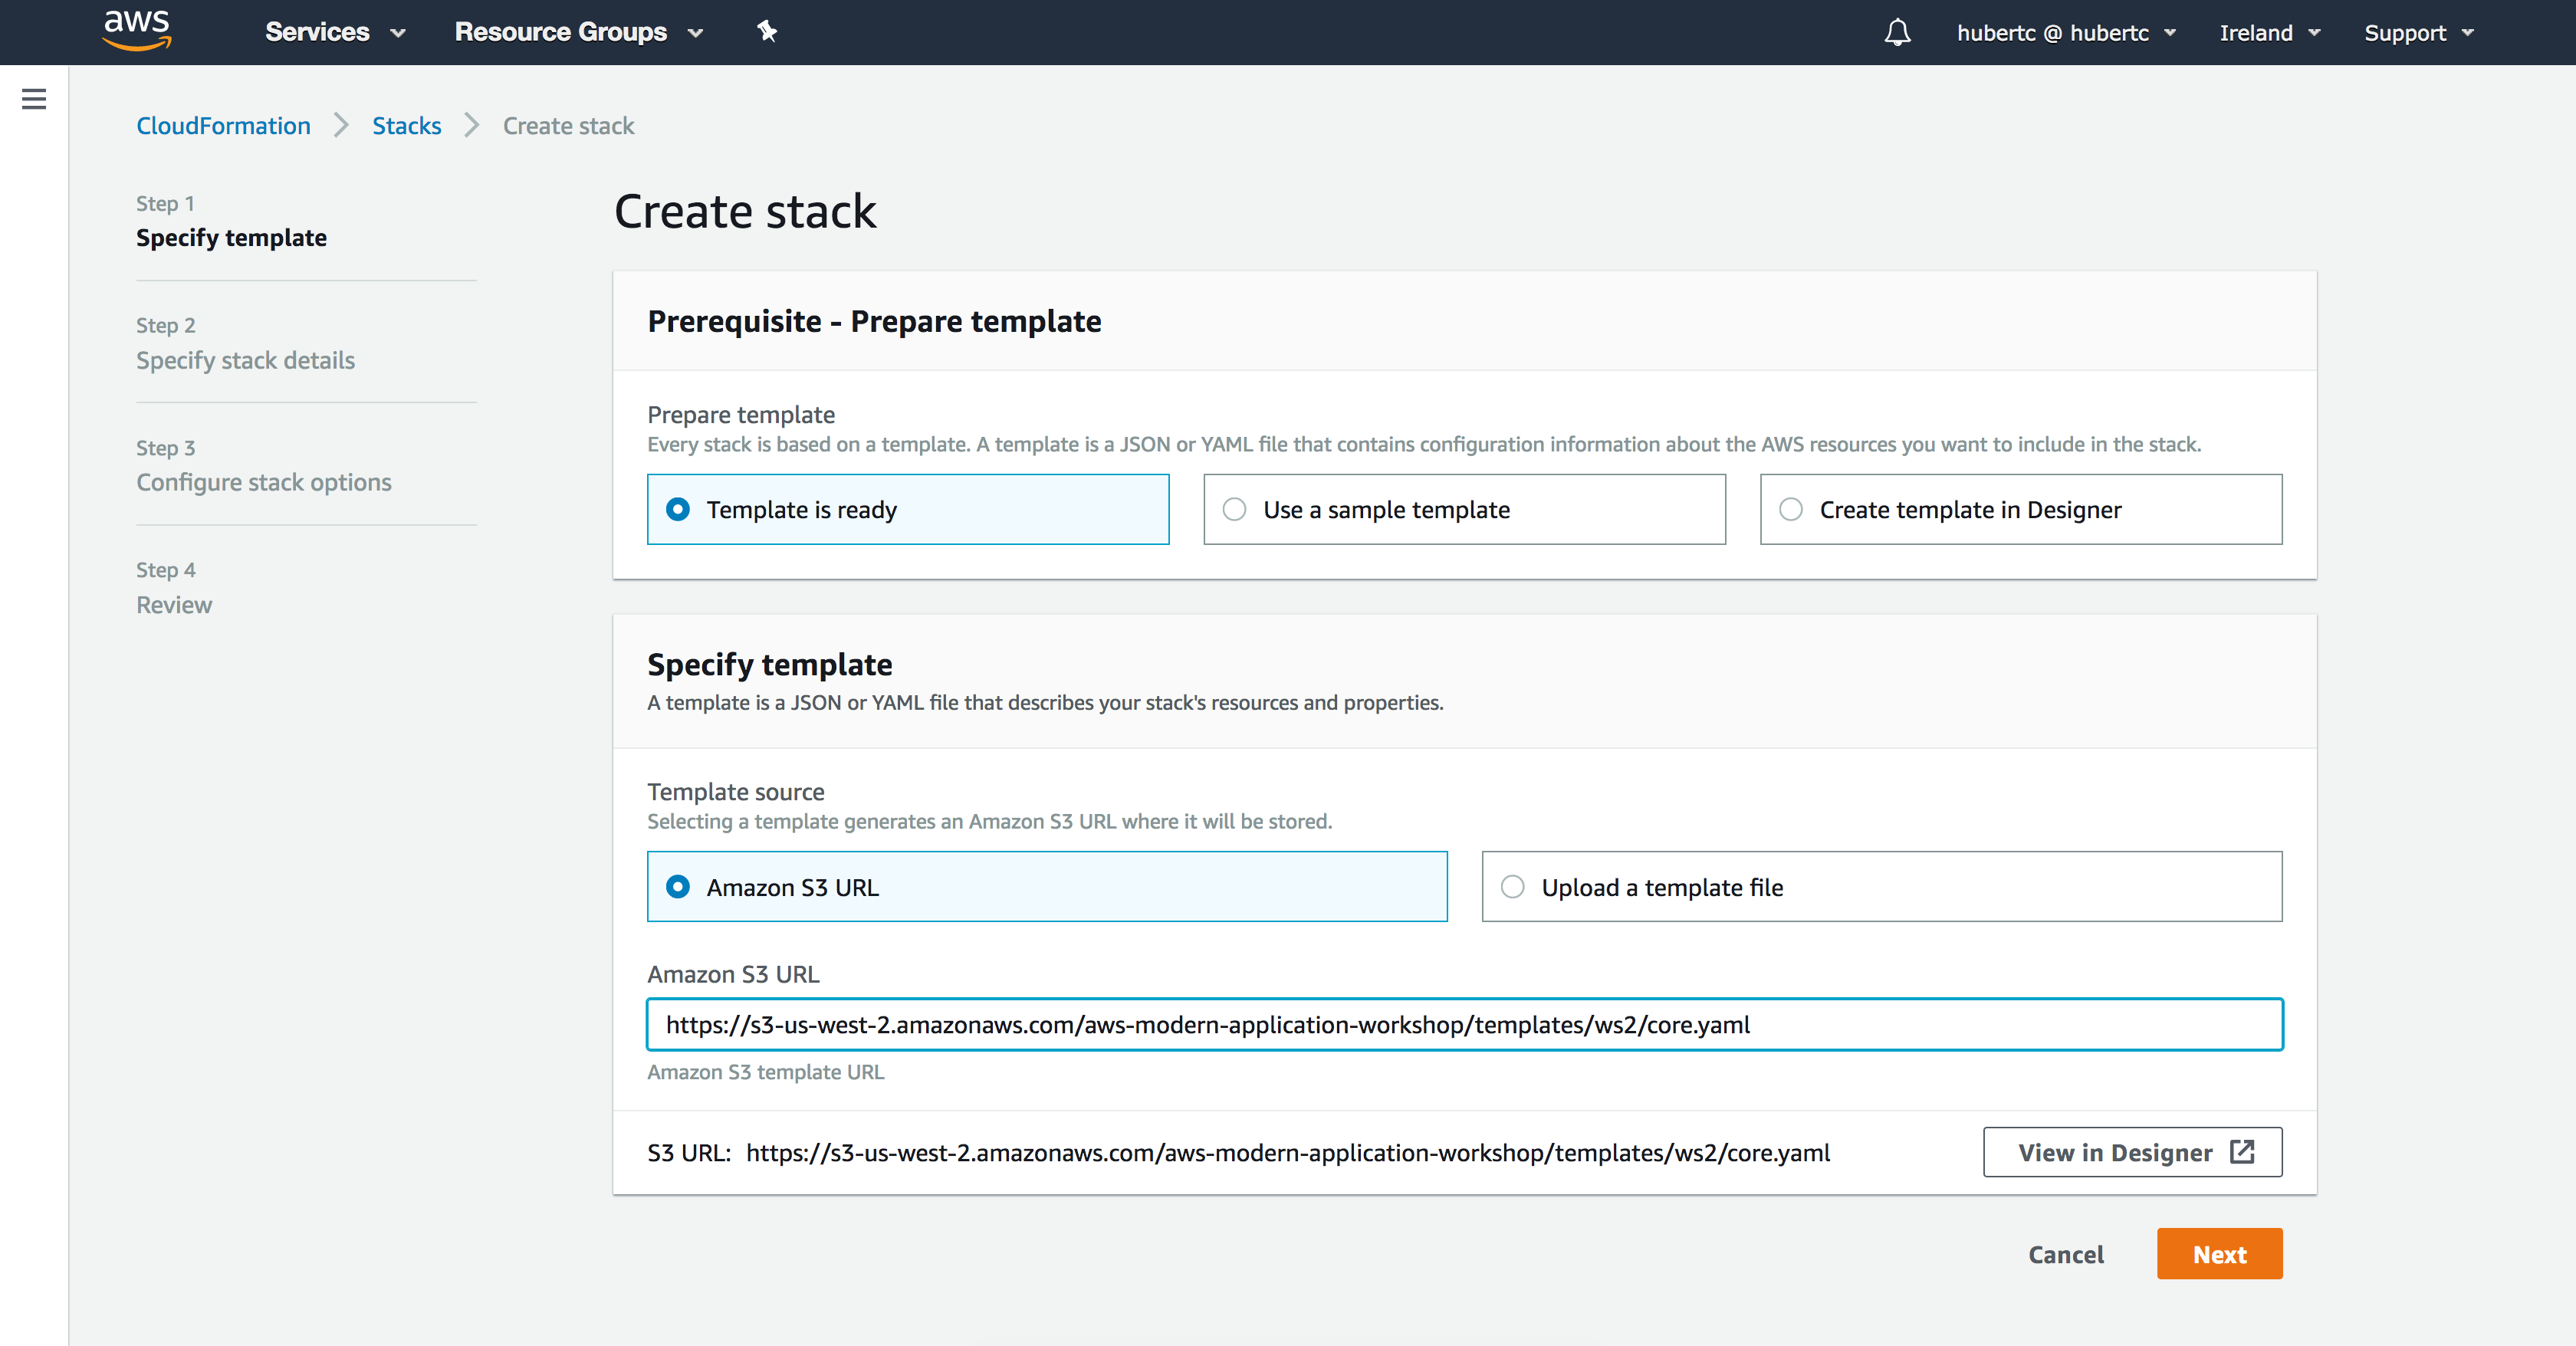 aws Services Resource Groups hubertc @ hubertc Ireland Support
CloudFormation Stacks Create stack
Step 1
Specify template
Step 2
Specify stack details
Step 3
Configure stack options
Step 4
Review
Create stack
Prerequisite - Prepare template
Prepare template
Every stack is based on a template. A template is a JSON or YAML file that contains configuration information about the AWS resources you want to include in the stack.
Template is ready Use a sample template Create template in Designer
Specify template
A template is a JSON or YAML file that describes your stack's resources and properties.
Template source
Selecting a template generates an Amazon S3 URL where it will be stored.
Amazon S3 URL Upload a template file
Amazon S3 URL
https://s3-us-west-2.amazonaws.com/aws-modern-application-workshop/templates/ws2/core.yaml
Amazon S3 template URL
S3 URL: https://s3-us-west-2.amazonaws.com/aws-modern-application-workshop/templates/ws2/core.yaml View in Designer
Cancel Next